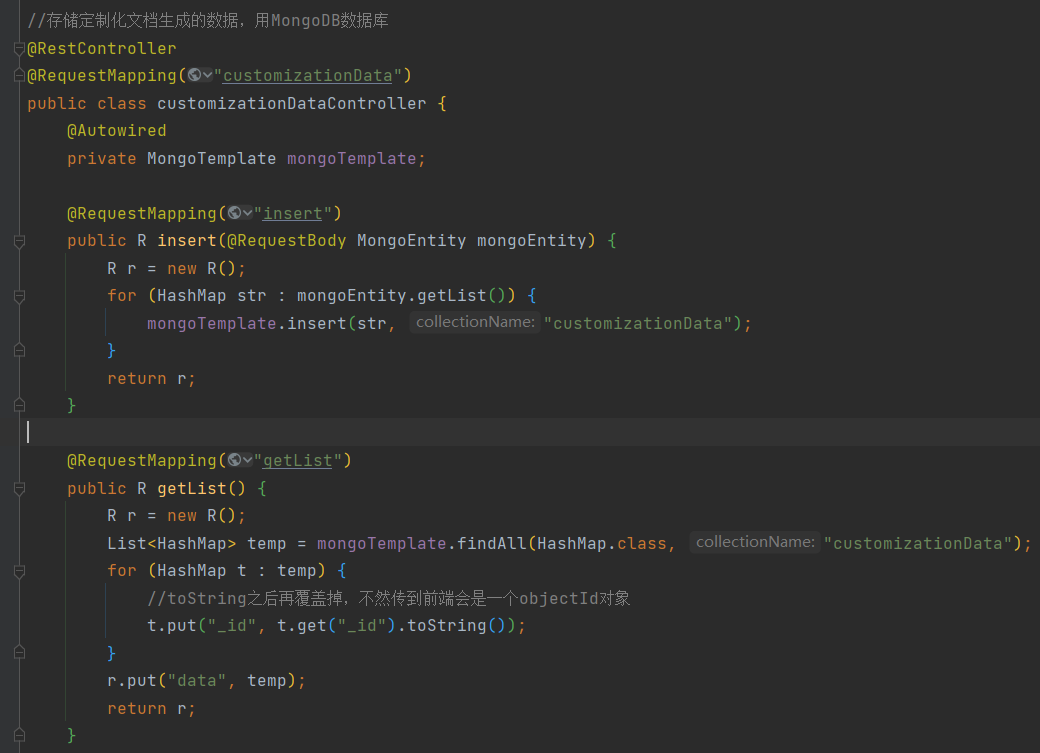 //存储定制化文档生成的数据，用MongoDB数据库
@RestController
@RequestMapping("customizationData")
public class customizationDataController {
@Autowired
private MongoTemplate mongoTemplate;
@RequestMapping("insert")
public R insert(@RequestBody MongoEntity mongoEntity) {
R r = new R();
for (HashMap str : mongoEntity.getList()) {
mongoTemplate.insert(str, collectionName: "customizationData");
}
return r;
}
@RequestMapping("getList")
public R getList() {
R r = new R();
List<HashMap> temp = mongoTemplate.findAll(HashMap.class, collectionName: "customizationData");
for (HashMap t : temp) {
//toString之后再覆盖掉，不然传到前端会是一个objectId对象
t.put("_id", t.get("_id").toString());
}
r.put("data", temp);
return r;
}